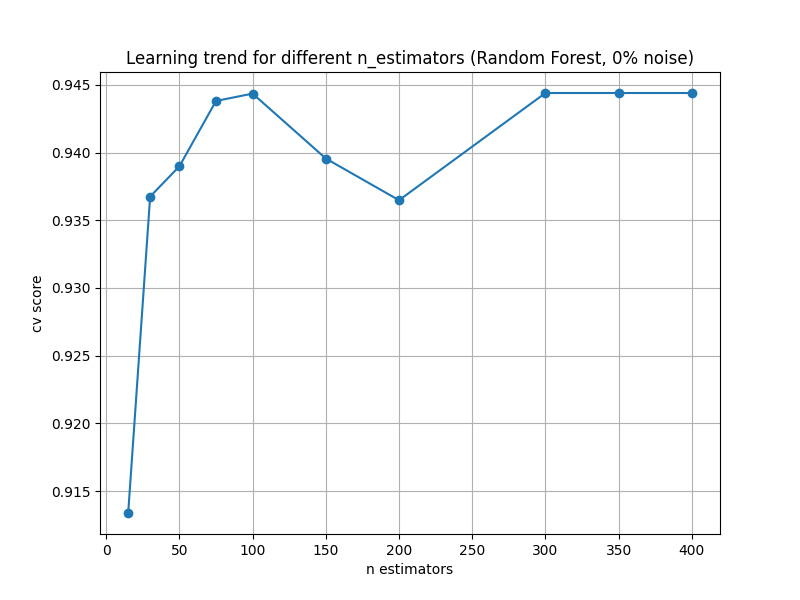 Learning trend for different n_estimators (Random Forest, 0% noise)
0.945
0.940
0.935
0.930
0.925
0.920
0.915
cv score
0 50 100 150 200 250 300 350 400
n estimators